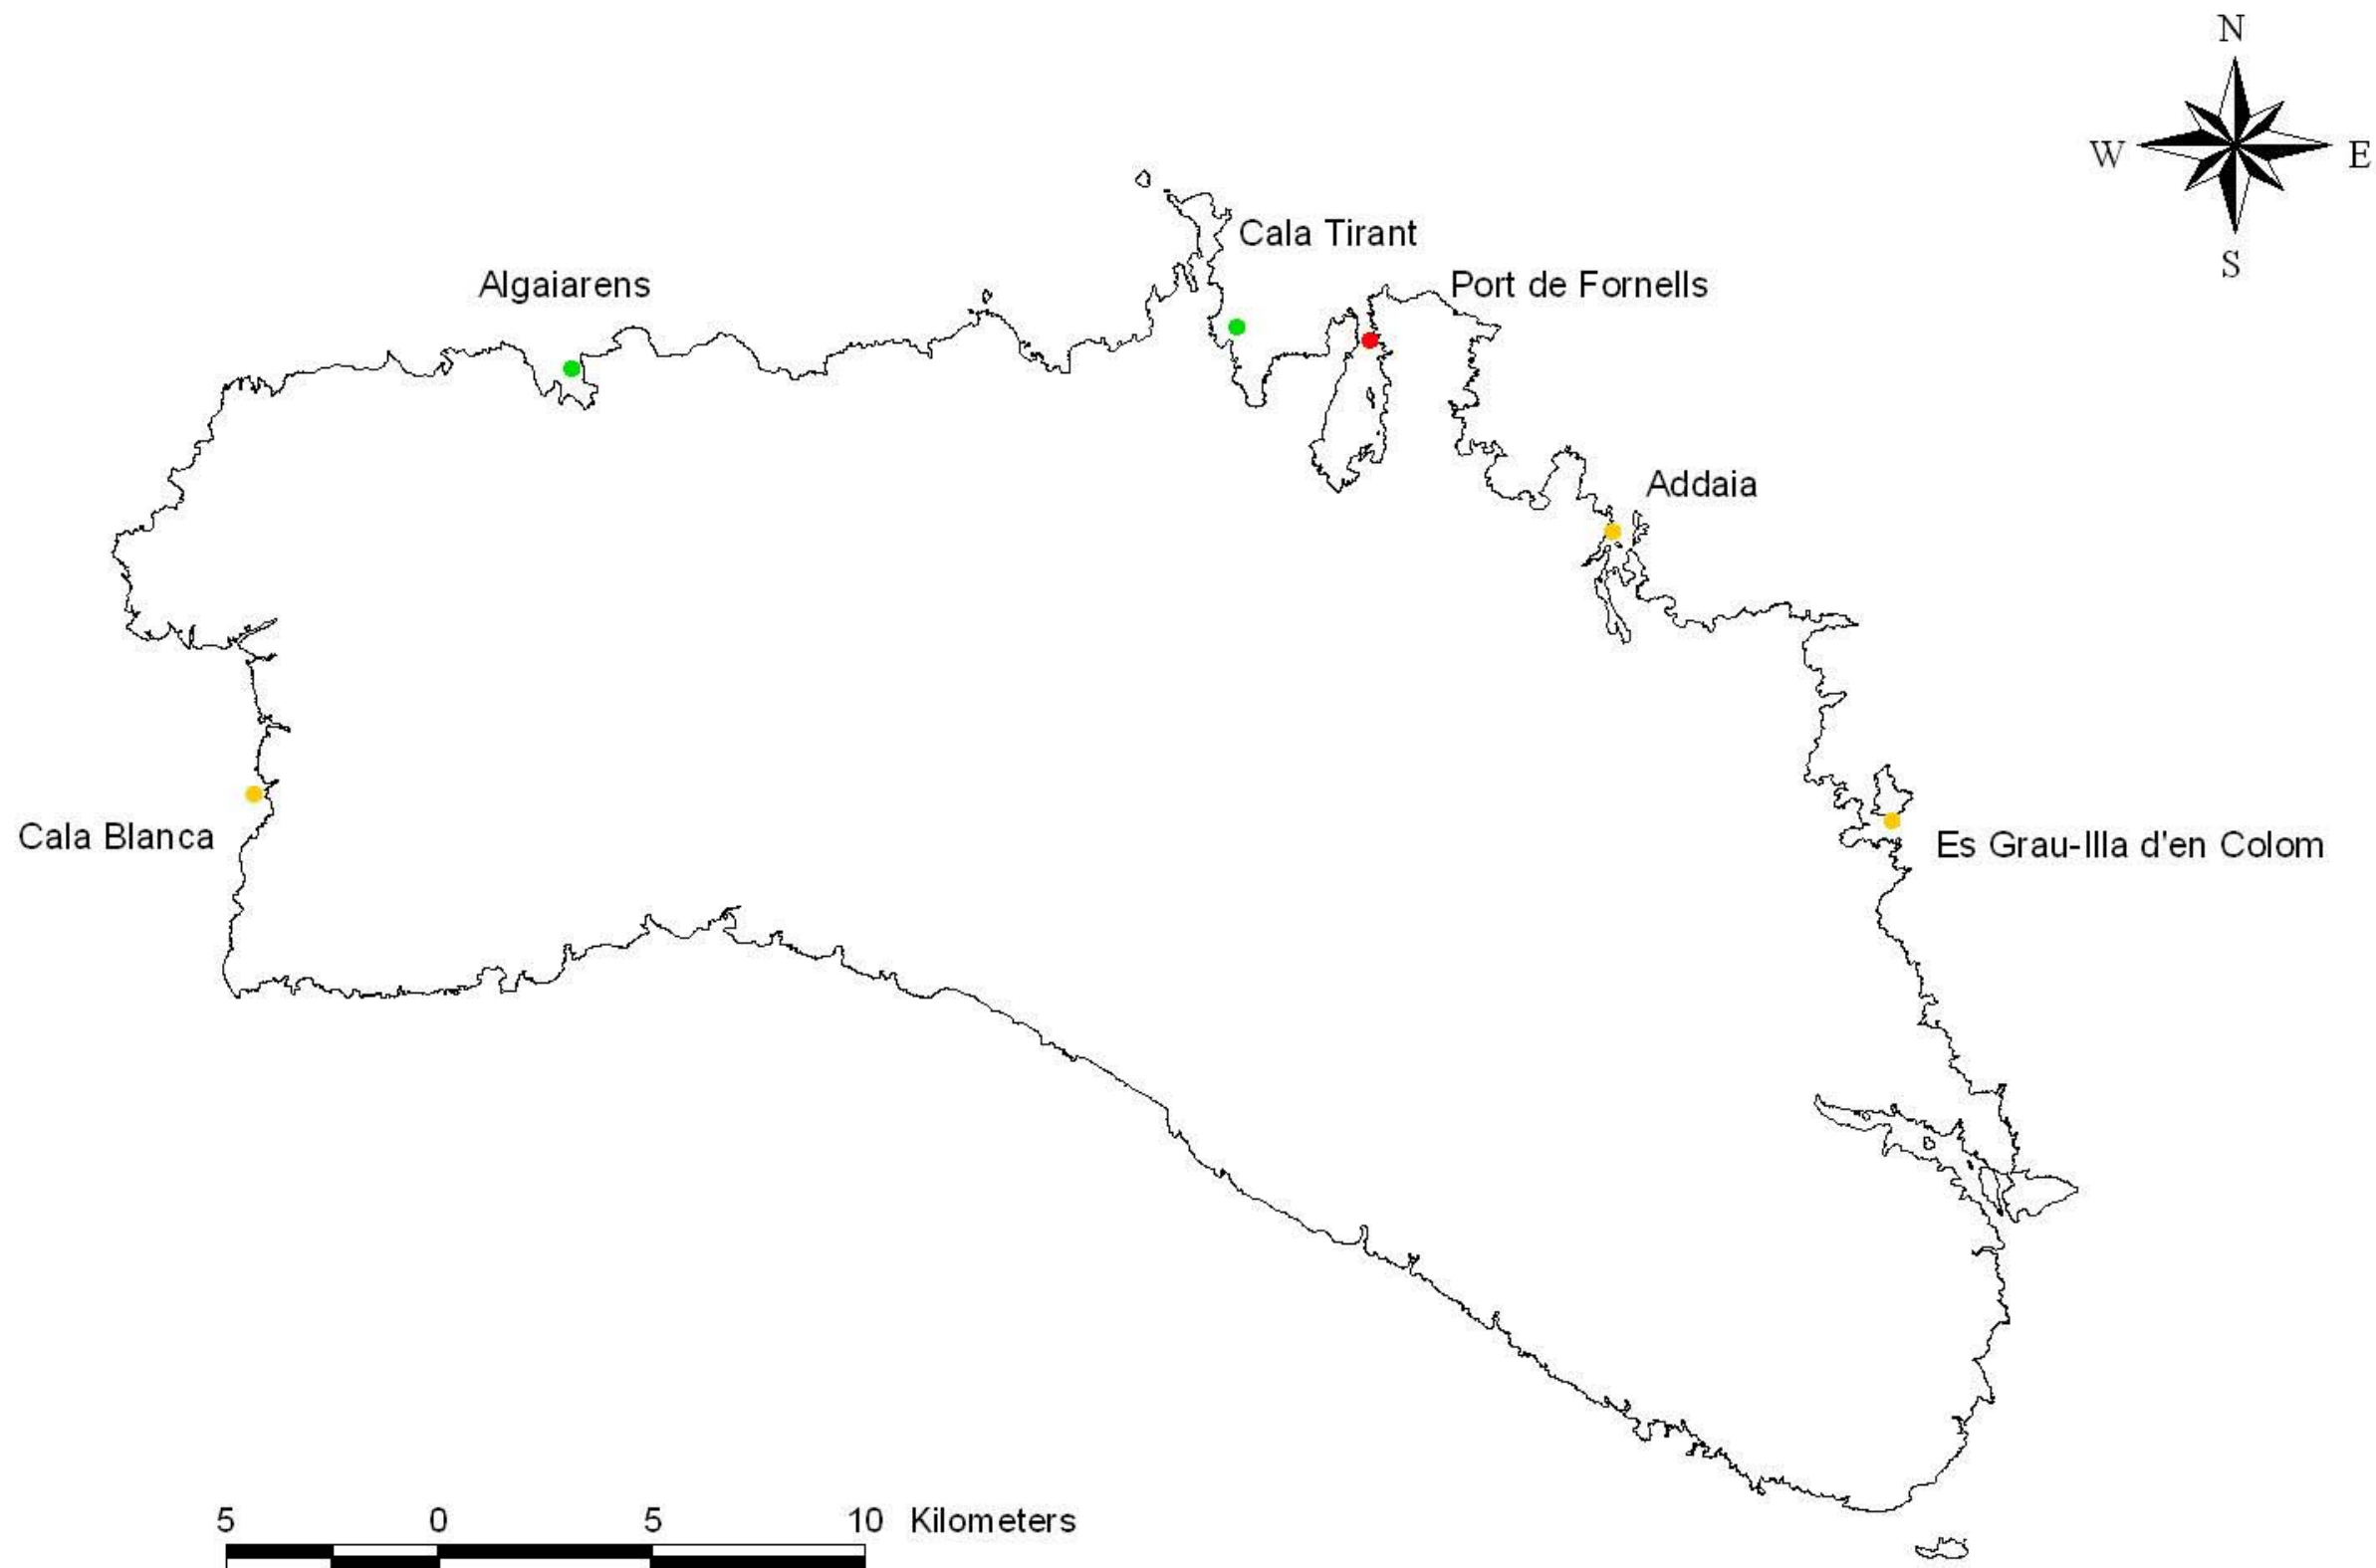 N
W
E
S
Cala Tirant
Algaiarens
Port de Fornells
Addaia
Cala Blanca
Es Grau-Illa d'en Colom
5 0 5 10 Kilometers